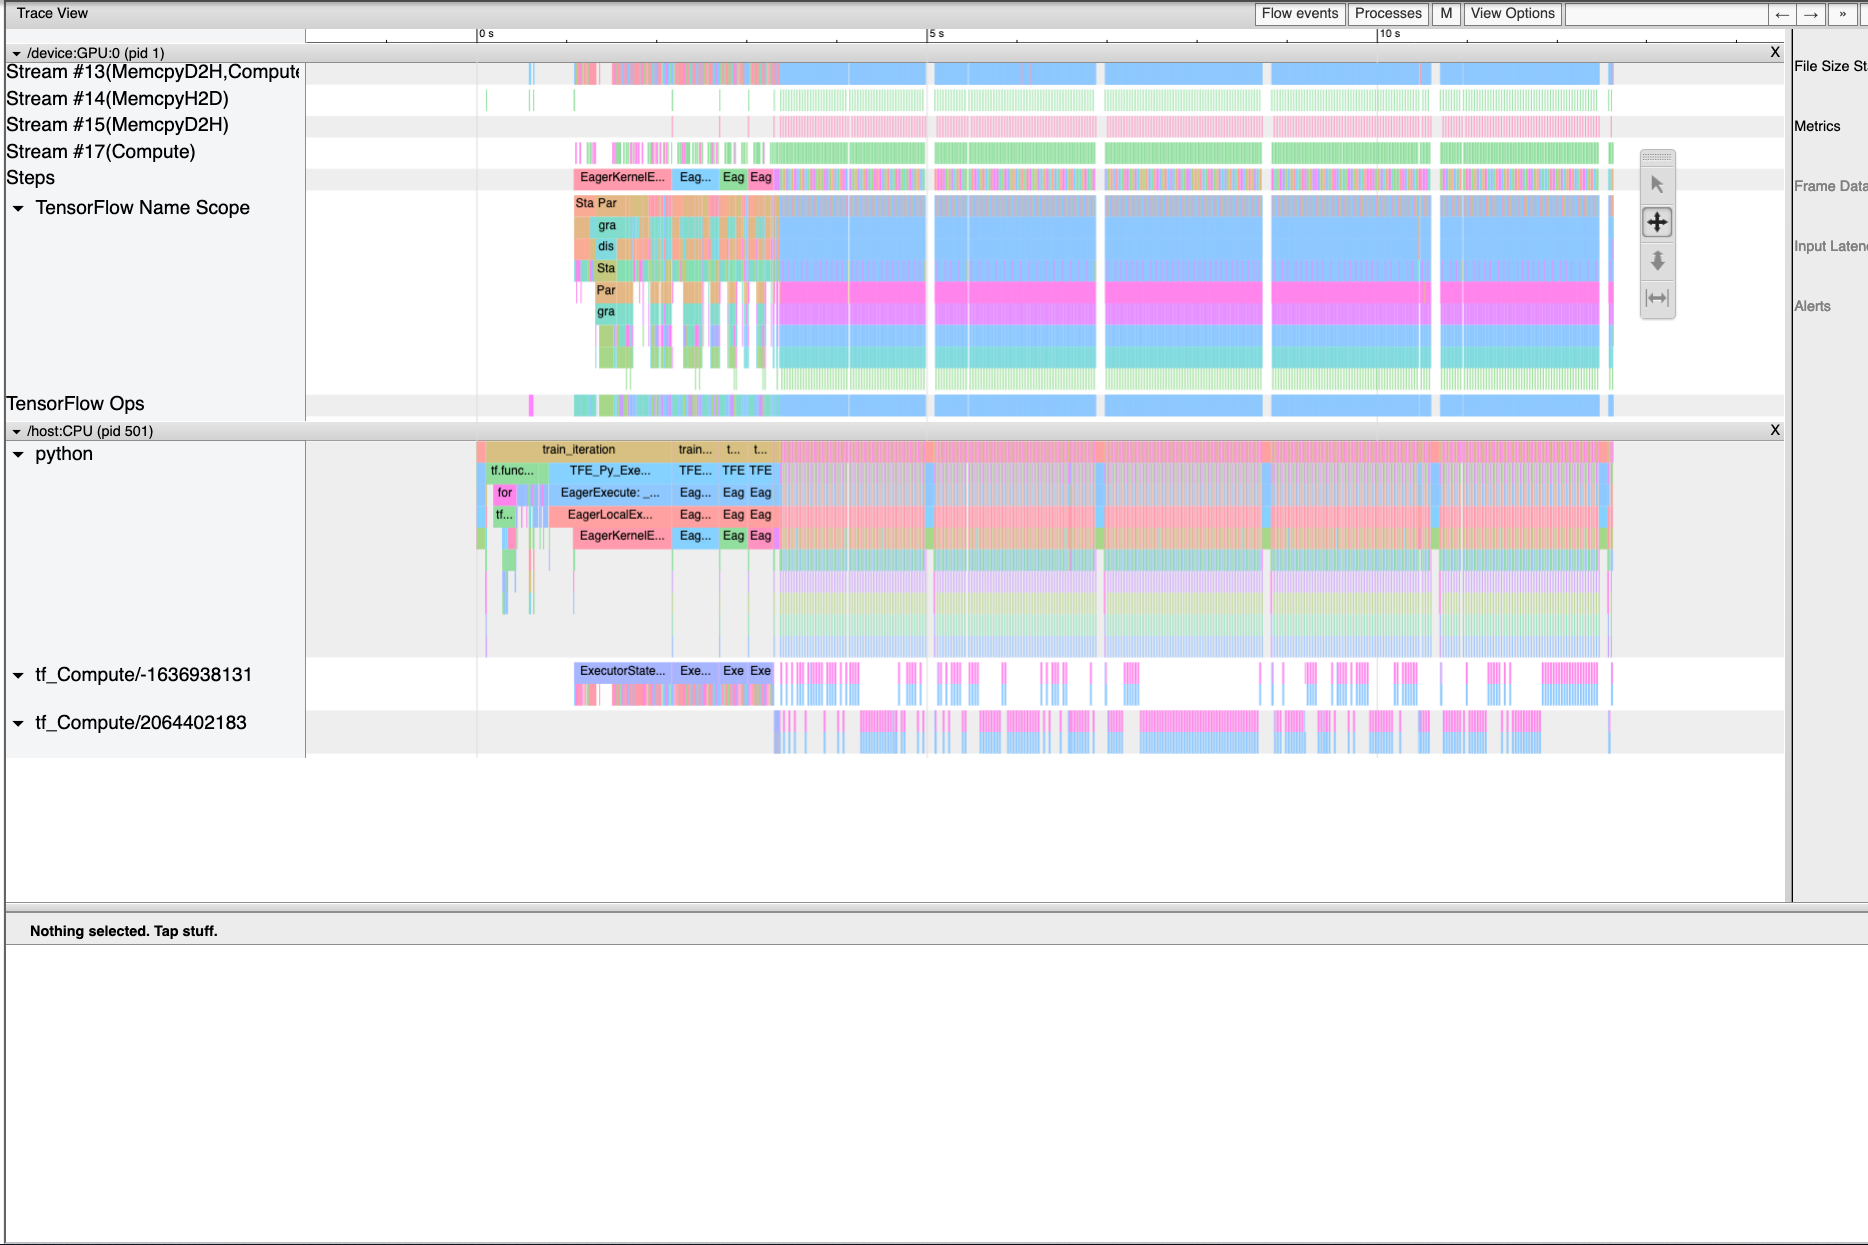 Trace View
Flow events Processes M View Options ← → »
0 s 5 s 10 s
/device:GPU:0 (pid 1) X
File Size St
Stream #13(MemcpyD2H,Compute
Stream #14(MemcpyH2D)
Stream #15(MemcpyD2H)
Metrics
Stream #17(Compute)
Steps EagerKernelE... Eag... Eag Eag
Frame Data
TensorFlow Name Scope Sta Par
gra
dis
Input Laten
Sta
Par
Alerts
gra
TensorFlow Ops
/host:CPU (pid 501) X
python train_iteration train... t... t...
tf.func... TFE_Py_Exe... TFE... TFE TFE
for EagerExecute: _... Eag... Eag Eag
tf... EagerLocalEx... Eag... Eag Eag
EagerKernelE... Eag... Eag Eag
tf_Compute/-1636938131 ExecutorState... Exe... Exe Exe
tf_Compute/2064402183
Nothing selected. Tap stuff.